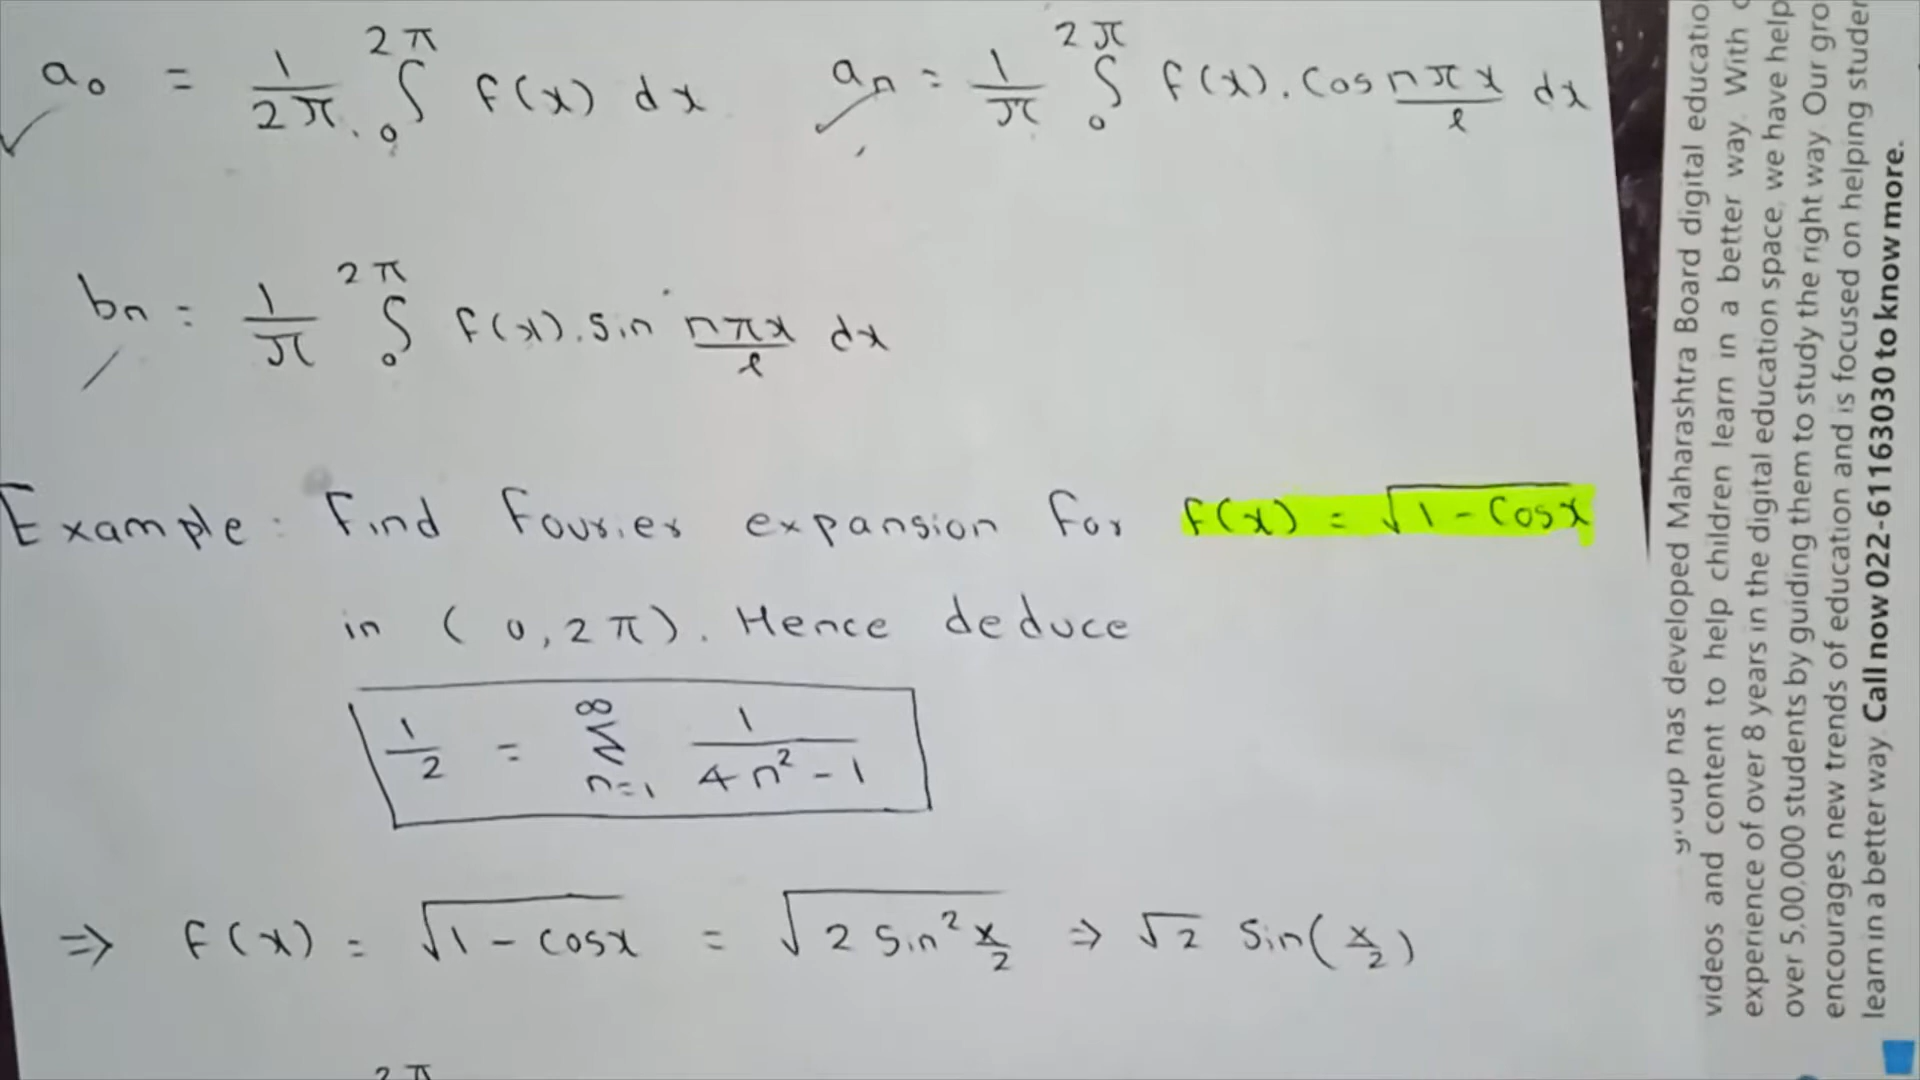 a₀ = 1/2π ∫₀^2π f(x) dx    aₙ = 1/π ∫₀^2π f(x). cos nπx/l dx
bₙ = 1/π ∫₀^2π f(x). sin nπx/l dx
Example: Find Fourier expansion for f(x) = √1 - cosx
in ( 0, 2π). Hence deduce
1/2 = ∑_{n=1}^∞ 1/4n² - 1
⇒ f(x) = √1 - cosx = √2 sin² x/2 ⇒ √2 sin(x/2)
2π
has developed Maharashtra Board digital educatio
videos and content to help children learn in a better way. With
experience of over 8 years in the digital education space, we have help
over 5,00,000 students by guiding them to study the right way Our gro
encourages new trends of education and is focused on helping studen
learn in a better way. Call now 022-61163030 to know more.